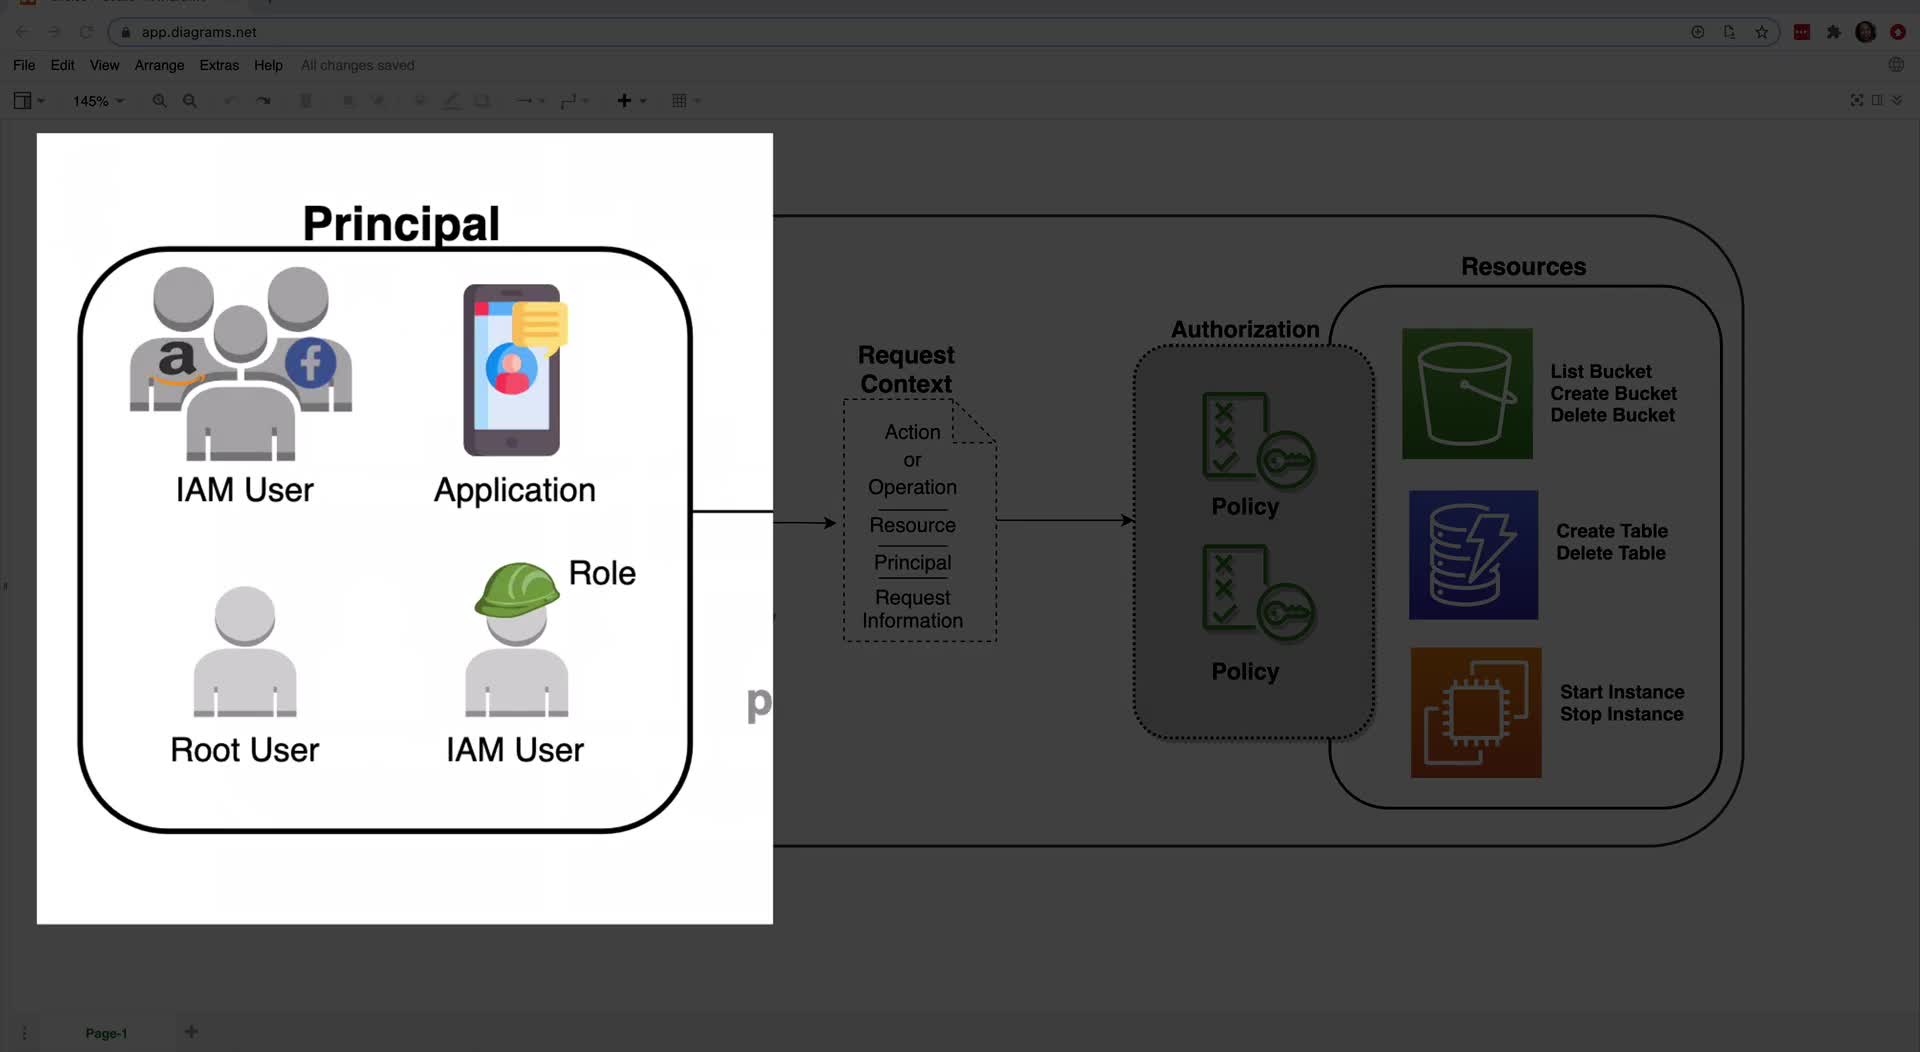 app.diagrams.net
File Edit View Arrange Extras Help All changes saved
145%
Principal
IAM User
Application
Role
Root User
IAM User
p
Request
Context
Action
or
Operation
Resource
Principal
Request
Information
Authorization
Policy
Policy
Resources
List Bucket
Create Bucket
Delete Bucket
Create Table
Delete Table
Start Instance
Stop Instance
Page-1